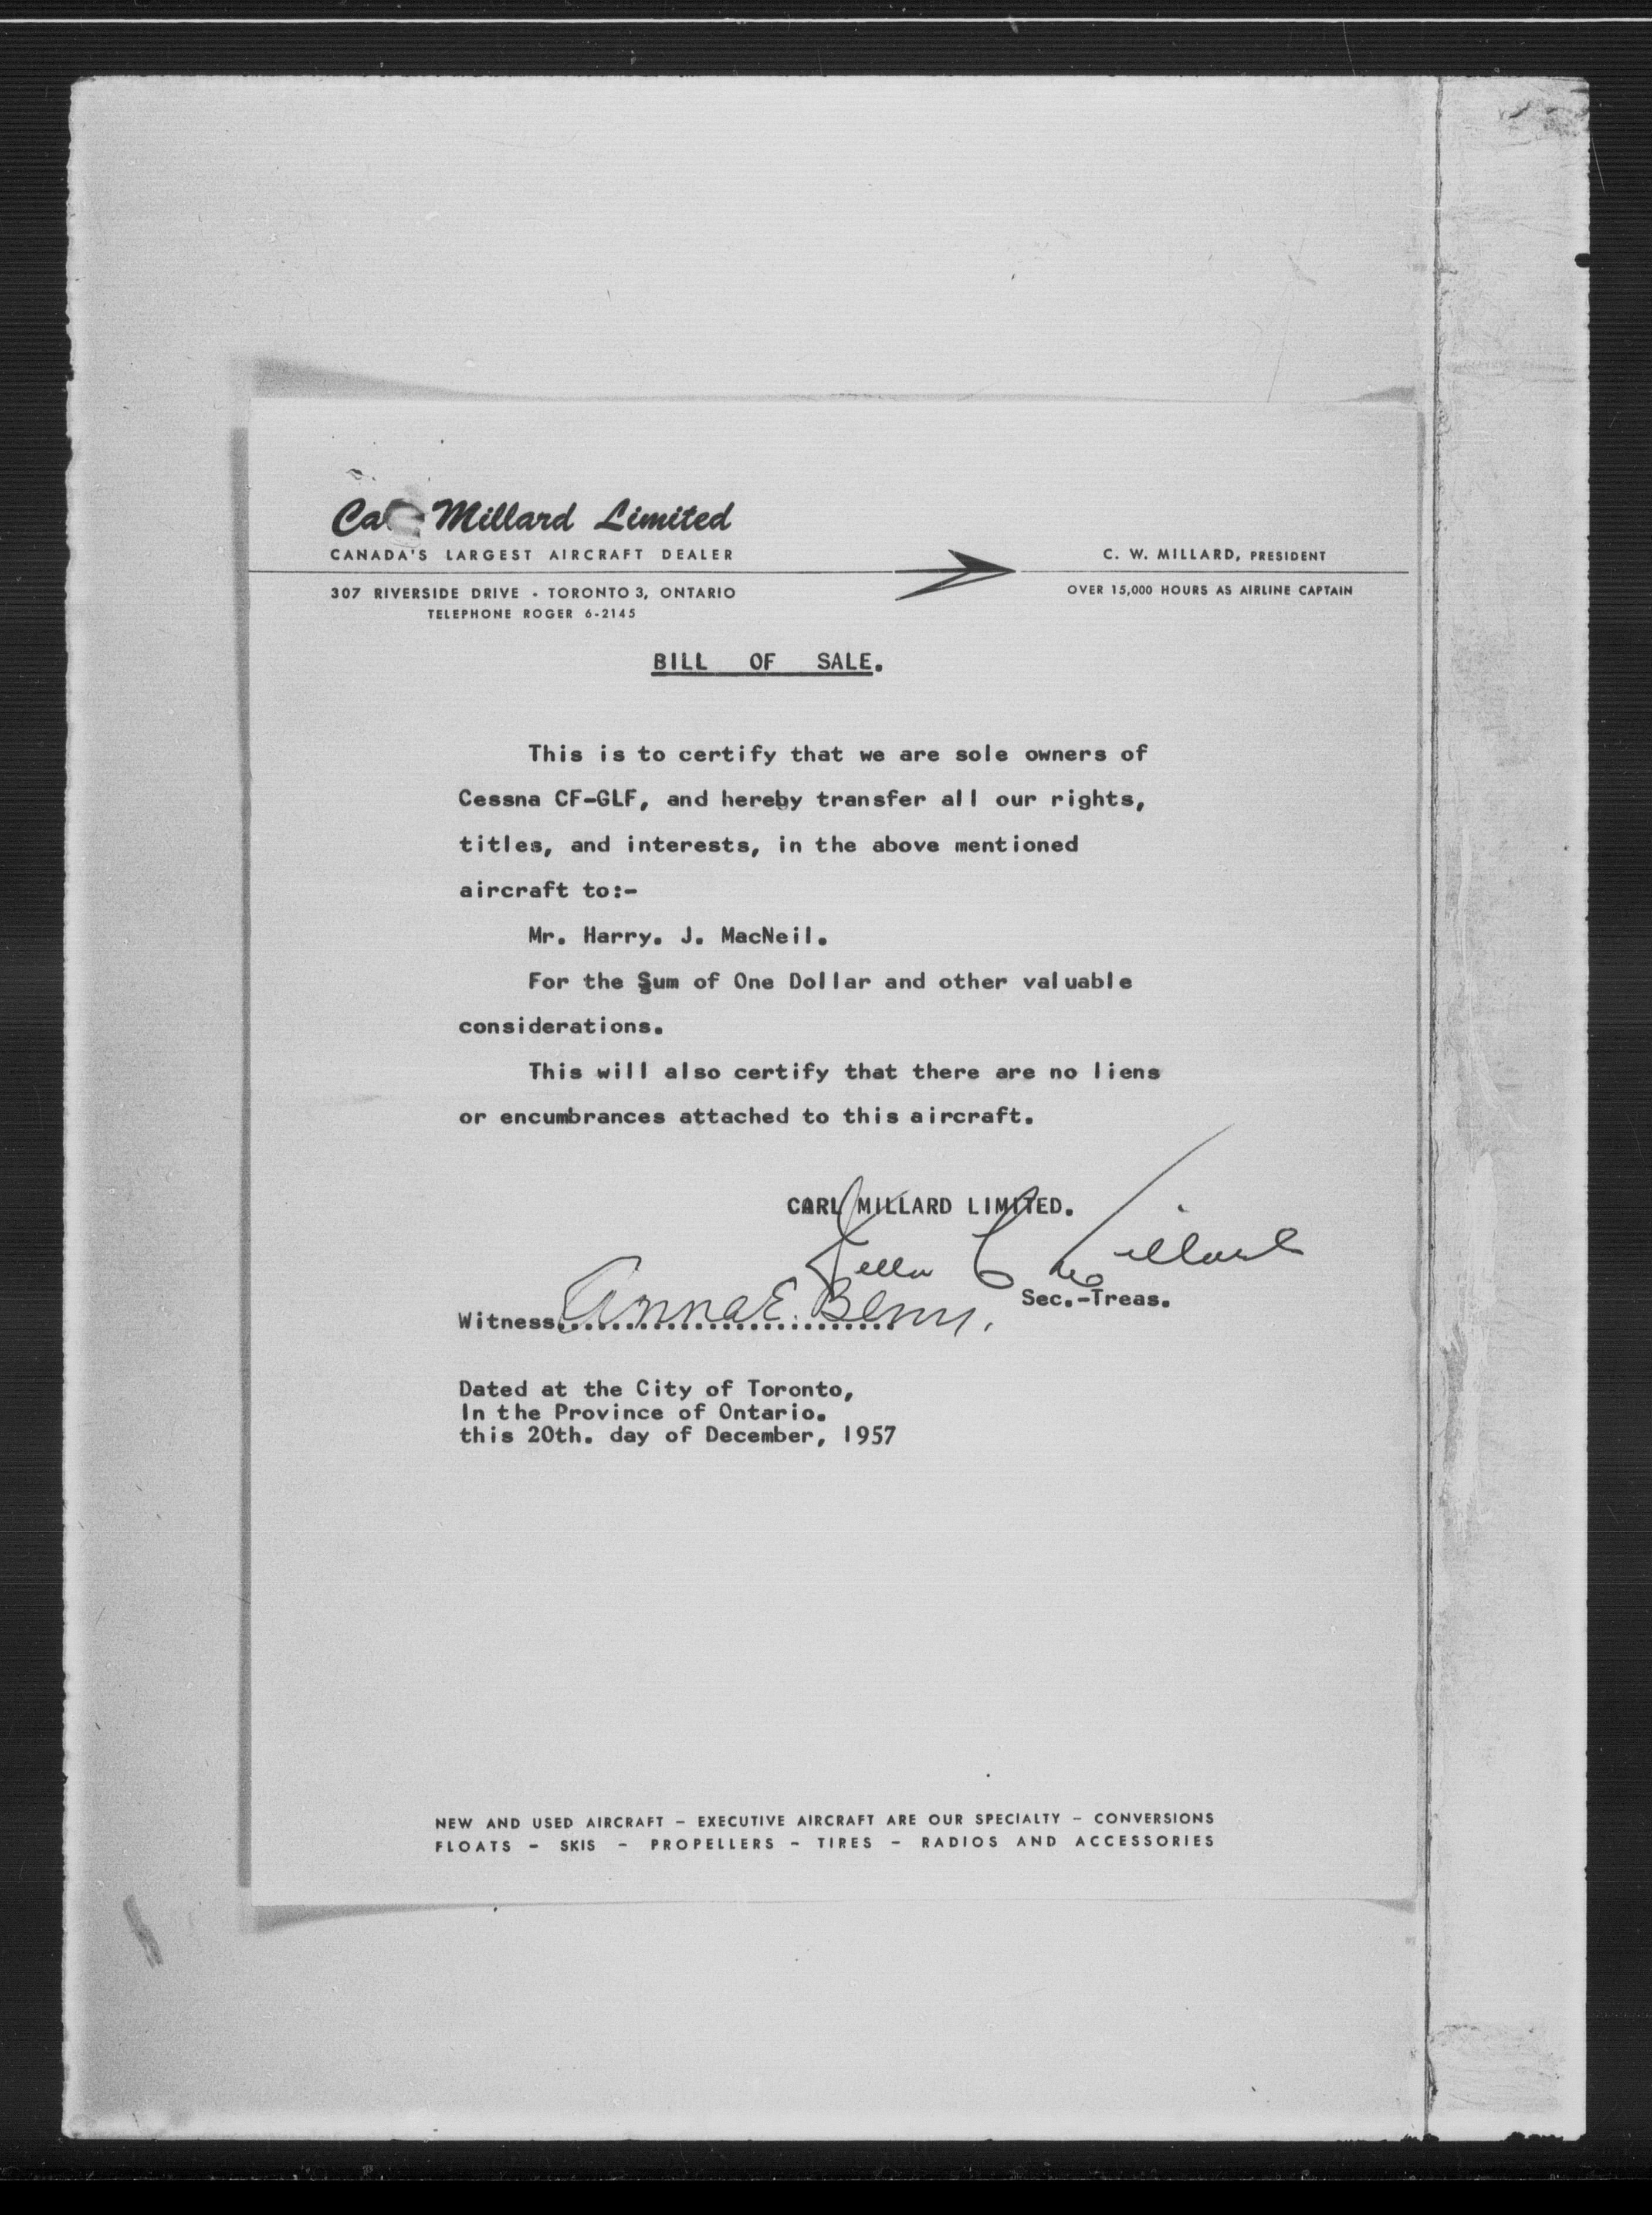 Ca Millard Limited
CANADA'S LARGEST AIRCRAFT DEALER
307 RIVERSIDE DRIVE - TORONTO 3, ONTARIO
TELEPHONE ROGER 6-2145
C. W. MILLARD, PRESIDENT
OVER 15,000 HOURS AS AIRLINE CAPTAIN
BILL OF SALE.
This is to certify that we are sole owners of
Cessna CF-GLF, and hereby transfer all our rights,
titles, and interests, in the above mentioned
aircraft to:-
Mr. Harry. J. MacNeil.
For the Sum of One Dollar and other valuable
considerations.
This will also certify that there are no liens
or encumbrances attached to this aircraft.
CARL MILLARD LIMITED.
Della C Millard
Sec.-Treas.
Witness. Anna E.
Dated at the City of Toronto,
In the Province of Ontario.
this 20th. day of December, 1957
NEW AND USED AIRCRAFT – EXECUTIVE AIRCRAFT ARE OUR SPECIALTY – CONVERSIONS
FLOATS – SKIS – PROPELLERS – TIRES – RADIOS AND ACCESSORIES